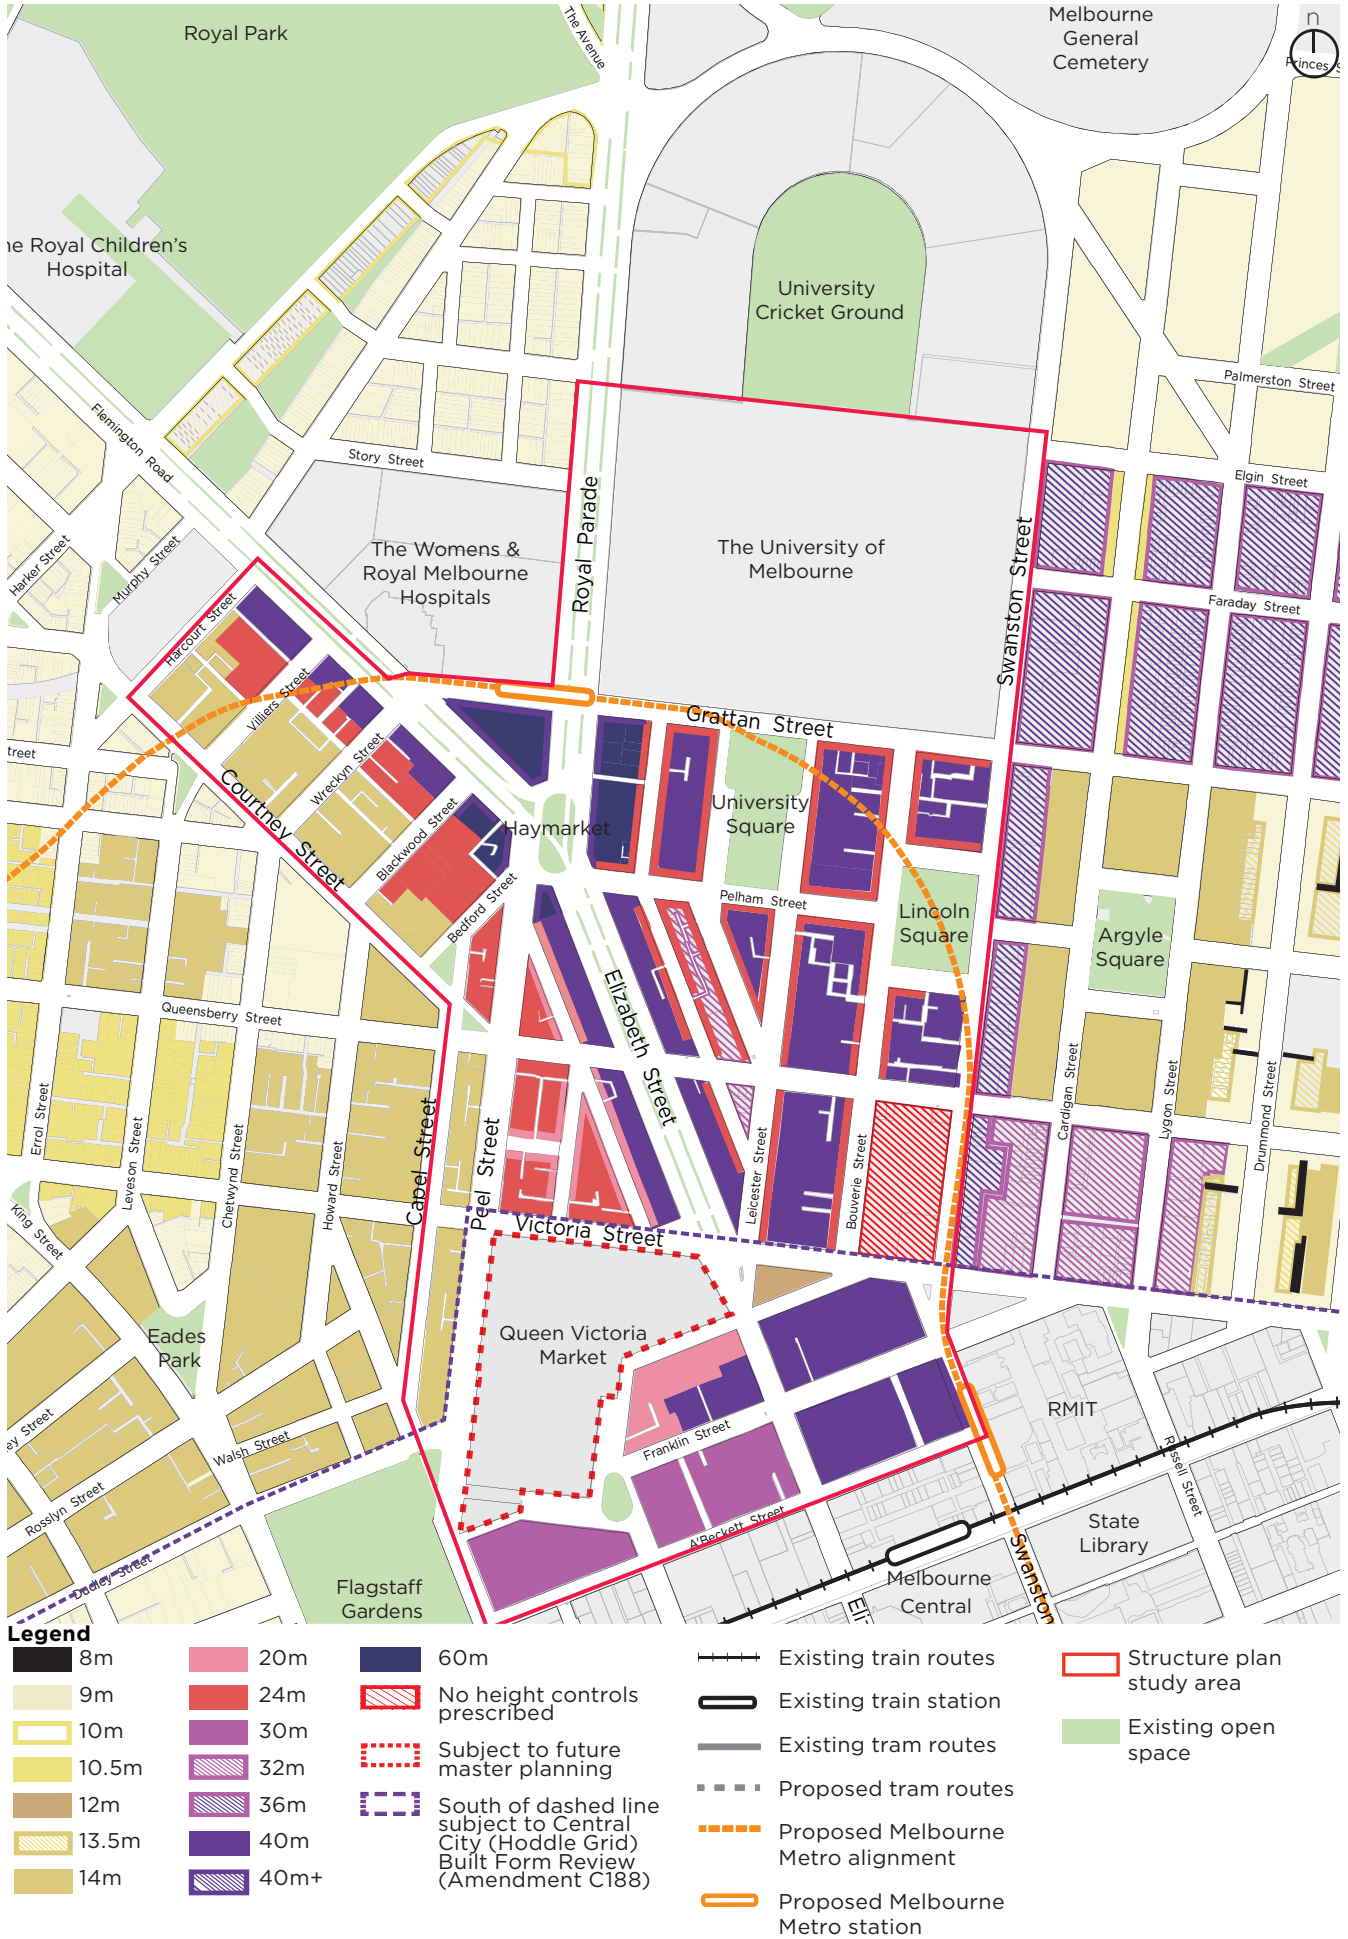 Royal Park
The Avenue
Melbourne
General
Cemetery
n
Princes S
he Royal Children's
Hospital
University
Cricket Ground
Palmerston Street
Flemington Road
Story Street
Elgin Street
Royal Parade
The Womens &
Royal Melbourne
Hospitals
The University of
Melbourne
Swanston Street
Harker Street
Murphy Street
Faraday Street
Harcourt Street
Villiers Street
Grattan Street
treet
Wreckyn Street
Courtney Street
Blackwood Street
Haymarket
University
Square
Pelham Street
Bedford Street
Lincoln
Square
Argyle
Square
Queensberry Street
Elizabeth Street
Errol Street
Leveson Street
Chetwynd Street
Howard Street
Capel Street
Peel Street
Leicester Street
Bouverie Street
Cardigan Street
Lygon Street
Drummond Street
King Street
Victoria Street
Eades
Park
Queen Victoria
Market
RMIT
ey Street
Walsh Street
Franklin Street
Rosslyn Street
A'Beckett Street
Russell Street
State
Library
Dudley Street
Flagstaff
Gardens
Melbourne
Central
Eli
Swanston
Legend
8m
9m
10m
10.5m
12m
13.5m
14m
20m
24m
30m
32m
36m
40m
40m+
60m
No height controls
prescribed
Subject to future
master planning
South of dashed line
subject to Central
City (Hoddle Grid)
Built Form Review
(Amendment C188)
Existing train routes
Existing train station
Existing tram routes
Proposed tram routes
Proposed Melbourne
Metro alignment
Proposed Melbourne
Metro station
Structure plan
study area
Existing open
space